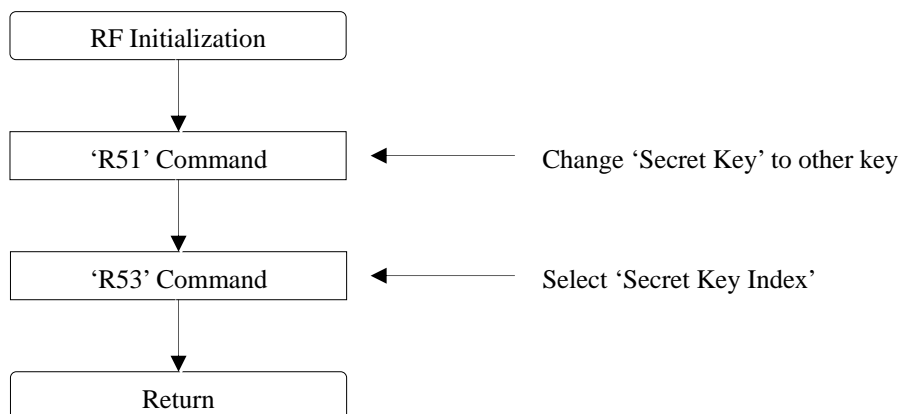 RF Initialization
‘R51’ Command
Change ‘Secret Key’ to other key
‘R53’ Command
Select ‘Secret Key Index’
Return